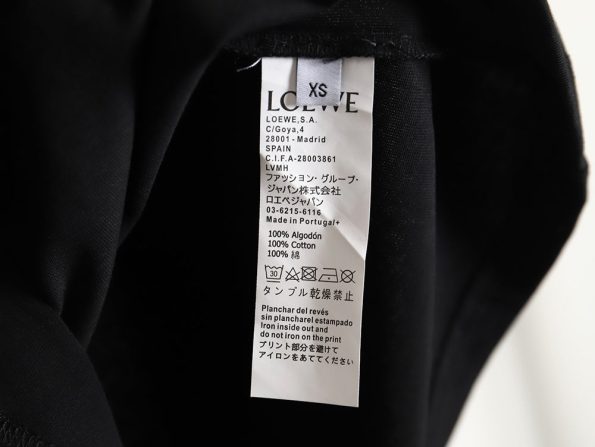 XS
LOEWE
LOEWE,S.A.
C/Goya,4
28001 - Madrid
SPAIN
C.I.F.A-28003861
LVMH
ファッション・グループ・
ジャパン株式会社
ロエベジャパン
03-6215-6116
Made in Portugal/+
100% Algodón
100% Cotton
100% 綿
30
タンブル乾燥禁止
Planchar del revés
sin plancharel estampado
Iron inside out and
do not iron on the print
プリント部分を避けて
アイロンをあててください